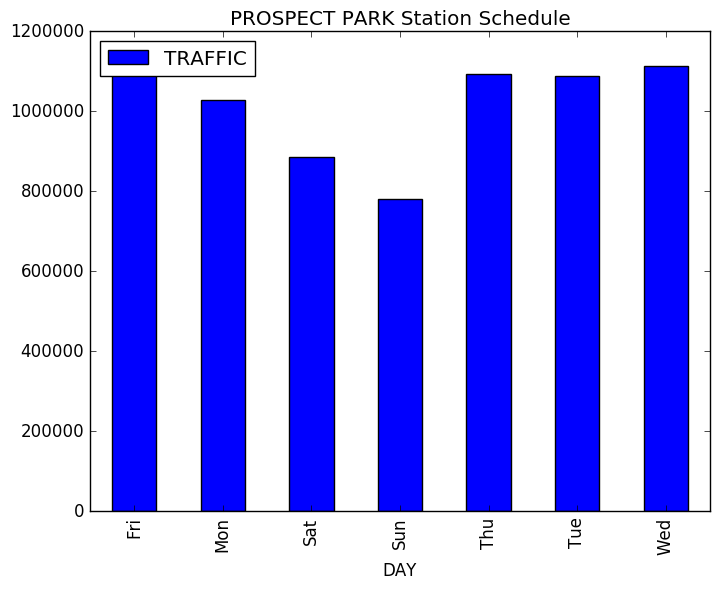 PROSPECT PARK Station Schedule
TRAFFIC
1200000
1000000
800000
600000
400000
200000
0
Fri
Mon
Sat
Sun
Thu
Tue
Wed
DAY